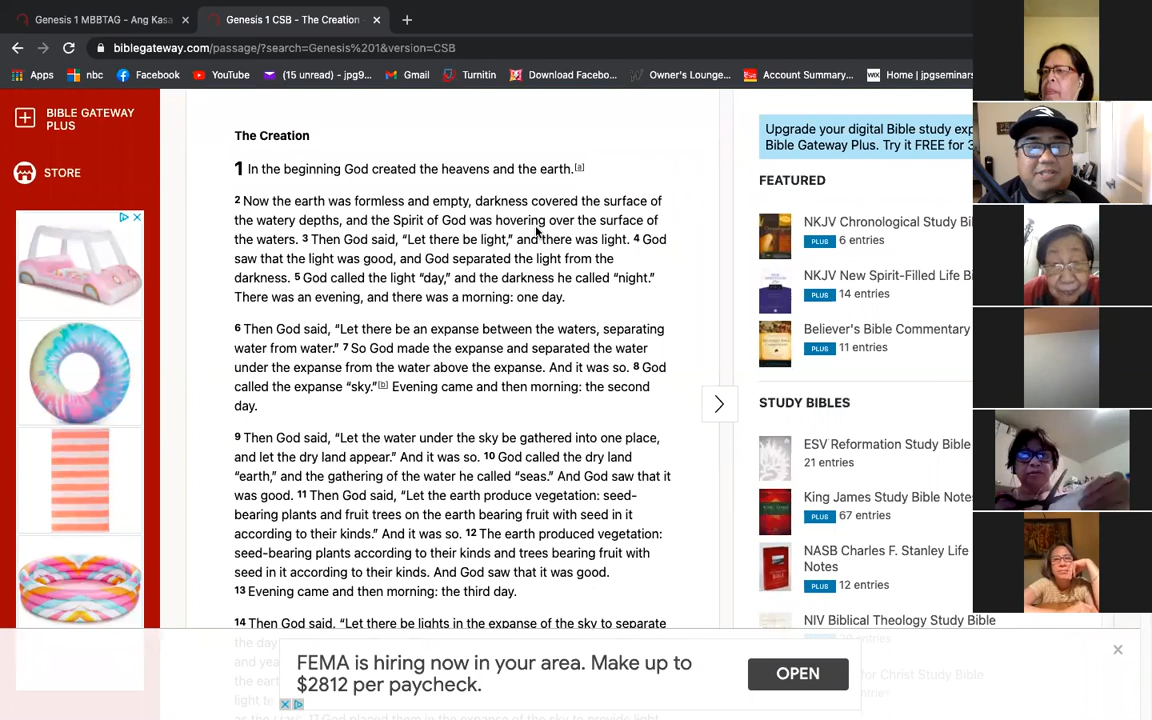 Genesis 1 MBBTAG - Ang Kasa
Genesis 1 CSB - The Creation -
biblegateway.com/passage/?search=Genesis%201&version=CSB
Apps nbc Facebook YouTube (15 unread) - jpg9... Gmail Turnitin Download Facebo... Owner's Lounge... Account Summary... WIX Home | jpgseminars
BIBLE GATEWAY
PLUS
STORE
The Creation
1 In the beginning God created the heavens and the earth.[a]
2 Now the earth was formless and empty, darkness covered the surface of
the watery depths, and the Spirit of God was hovering over the surface of
the waters. 3 Then God said, “Let there be light,” and there was light. 4 God
saw that the light was good, and God separated the light from the
darkness. 5 God called the light “day,” and the darkness he called “night.”
There was an evening, and there was a morning: one day.
6 Then God said, “Let there be an expanse between the waters, separating
water from water.” 7 So God made the expanse and separated the water
under the expanse from the water above the expanse. And it was so. 8 God
called the expanse “sky.”[b] Evening came and then morning: the second
day.
9 Then God said, “Let the water under the sky be gathered into one place,
and let the dry land appear.” And it was so. 10 God called the dry land
“earth,” and the gathering of the water he called “seas.” And God saw that it
was good. 11 Then God said, “Let the earth produce vegetation: seed-
bearing plants and fruit trees on the earth bearing fruit with seed in it
according to their kinds.” And it was so. 12 The earth produced vegetation:
seed-bearing plants according to their kinds and trees bearing fruit with
seed in it according to their kinds. And God saw that it was good.
13 Evening came and then morning: the third day.
14 Then God said, “Let there be lights in the expanse of the sky to separate
the day
and yea
the ea
light t
Upgrade your digital Bible study exp
Bible Gateway Plus. Try it FREE for 3
FEATURED
NKJV Chronological Study Bi
PLUS 6 entries
NKJV New Spirit-Filled Life Bi
PLUS 14 entries
Believer's Bible Commentary
PLUS 11 entries
STUDY BIBLES
ESV Reformation Study Bible
21 entries
King James Study Bible Notes
PLUS 67 entries
NASB Charles F. Stanley Life
Notes
PLUS 12 entries
NIV Biblical Theology Study Bible
for Christ Study Bible
FEMA is hiring now in your area. Make up to
$2812 per paycheck.
OPEN